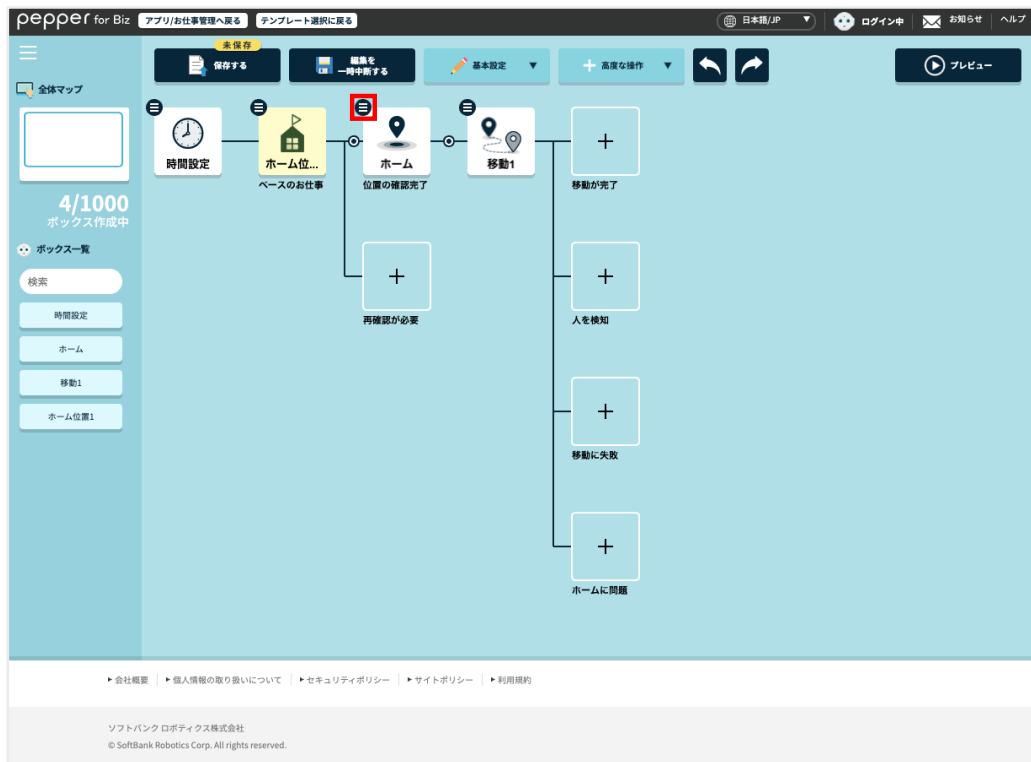 pepper for Biz
アプリ/お仕事管理へ戻る
テンプレート選択に戻る
日本語/JP
ログイン中
お知らせ
ヘルプ
未保存
保存する
編集を
一時中断する
基本設定
高度な操作
プレビュー
全体マップ
4/1000
ボックス作成中
ボックス一覧
検索
時間設定
ホーム
移動1
ホーム位置1
時間設定
ホーム位...
ベースのお仕事
ホーム
位置の確認完了
移動1
移動が完了
再確認が必要
人を検知
移動に失敗
ホームに問題
会社概要
個人情報の取り扱いについて
セキュリティポリシー
サイトポリシー
利用規約
ソフトバンク ロボティクス株式会社
© SoftBank Robotics Corp. All rights reserved.